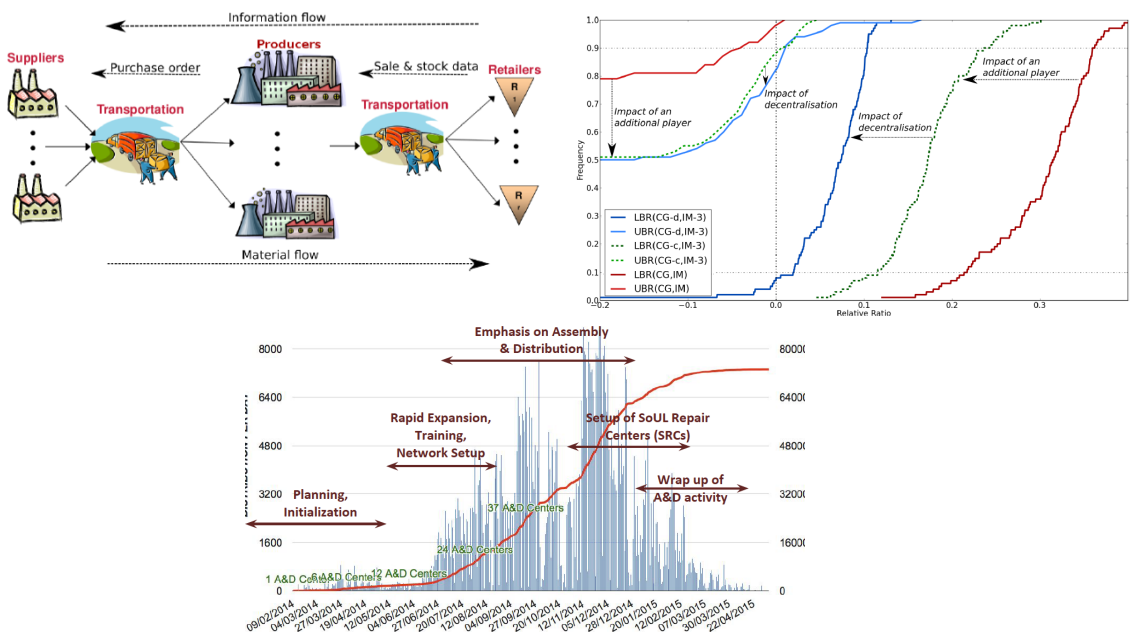 Information flow
Suppliers
Producers
Purchase order
Sale & stock data
Retailers
Transportation
Transportation
R
R
Material flow
1.0
0.9
0.8
0.7
0.6
0.5
0.4
0.3
0.2
0.1
0.0
Frequency
Impact of an
additional player
Impact of
decentralisation
Impact of
decentralisation
Impact of an
additional player
LBR(CG-d,IM-3)
UBR(CG-d,IM-3)
LBR(CG-c,IM-3)
UBR(CG-c,IM-3)
LBR(CG,IM)
UBR(CG,IM)
−0.2
−0.1
0.0
0.1
0.2
0.3
Relative Ratio
Emphasis on Assembly
& Distribution
Rapid Expansion,
Training,
Network Setup
Setup of SoUL Repair
Centers (SRCs)
Planning,
Initialization
Wrap up of
A&D activity
8000
6400
4800
3200
1600
0
80000
64000
48000
32000
16000
0
1 A&D Center
6 A&D Centers
12 A&D Centers
24 A&D Centers
37 A&D Centers
09/02/2014
04/03/2014
27/03/2014
19/04/2014
12/05/2014
04/06/2014
27/06/2014
20/07/2014
12/08/2014
04/09/2014
27/09/2014
20/10/2014
12/11/2014
05/12/2014
28/12/2014
20/01/2015
12/02/2015
07/03/2015
30/03/2015
22/04/2015